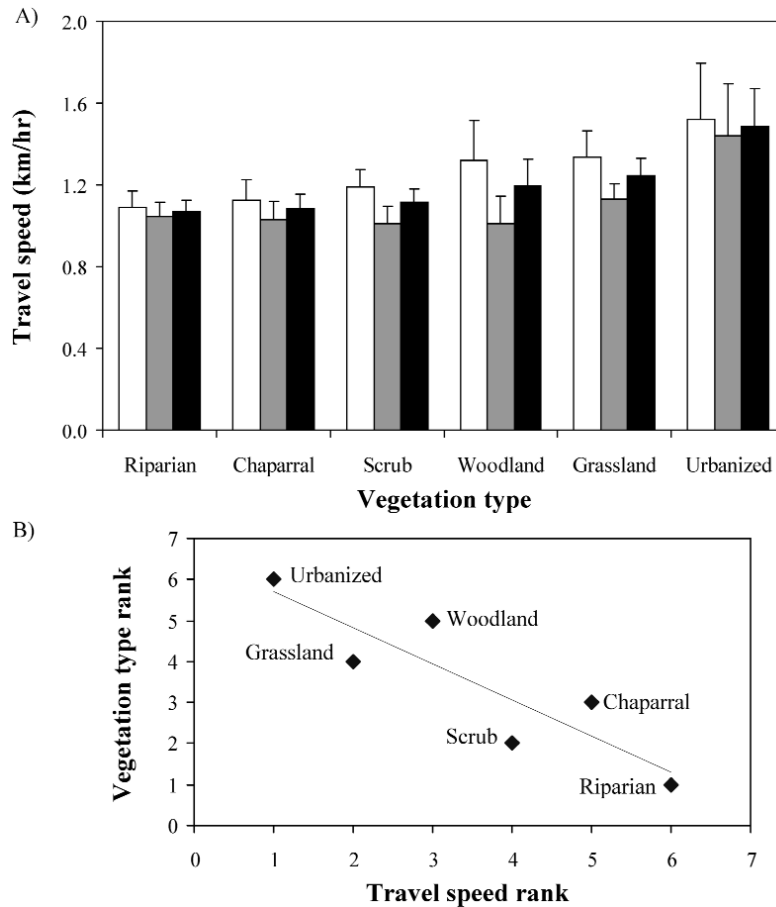 A)
2.0
1.6
1.2
0.8
0.4
0.0
Travel speed (km/hr)
Riparian Chaparral Scrub Woodland Grassland Urbanized
Vegetation type
B)
7
6
5
4
3
2
1
0
Vegetation type rank
Urbanized
Woodland
Grassland
Chaparral
Scrub
Riparian
0 1 2 3 4 5 6 7
Travel speed rank